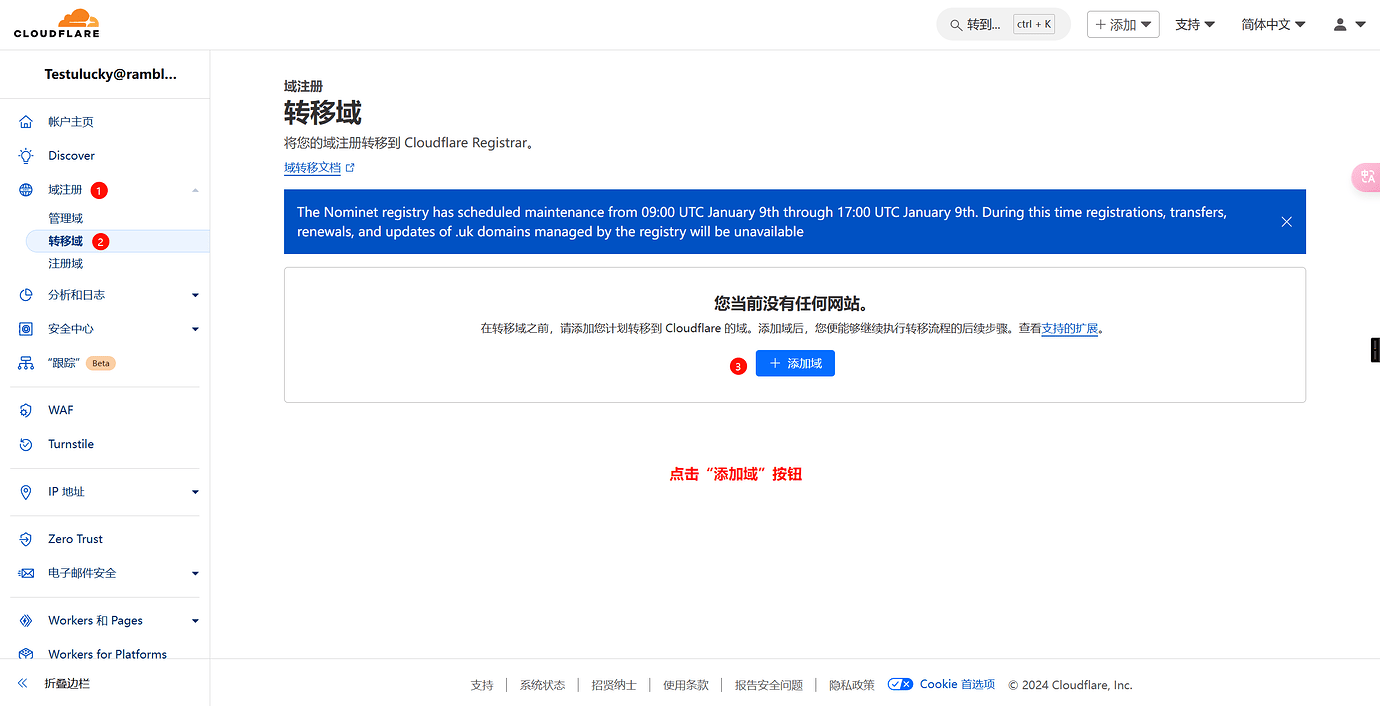 CLOUDFLARE
转到... ctrl + K
添加
支持
简体中文
Testulucky@rambl...
帐户主页
Discover
域注册 1
管理域
转移域 2
注册域
分析和日志
安全中心
“跟踪” Beta
WAF
Turnstile
IP 地址
Zero Trust
电子邮件安全
Workers 和 Pages
Workers for Platforms
折叠边栏
域注册
转移域
将您的域注册转移到 Cloudflare Registrar。
域转移文档
The Nominet registry has scheduled maintenance from 09:00 UTC January 9th through 17:00 UTC January 9th. During this time registrations, transfers,
renewals, and updates of .uk domains managed by the registry will be unavailable
您当前没有任何网站。
在转移域之前，请添加您计划转移到 Cloudflare 的域。添加域后，您便能够继续执行转移流程的后续步骤。查看支持的扩展。
3 + 添加域
点击“添加域”按钮
支持 | 系统状态 | 招贤纳士 | 使用条款 | 报告安全问题 | 隐私政策 Cookie 首选项 © 2024 Cloudflare, Inc.